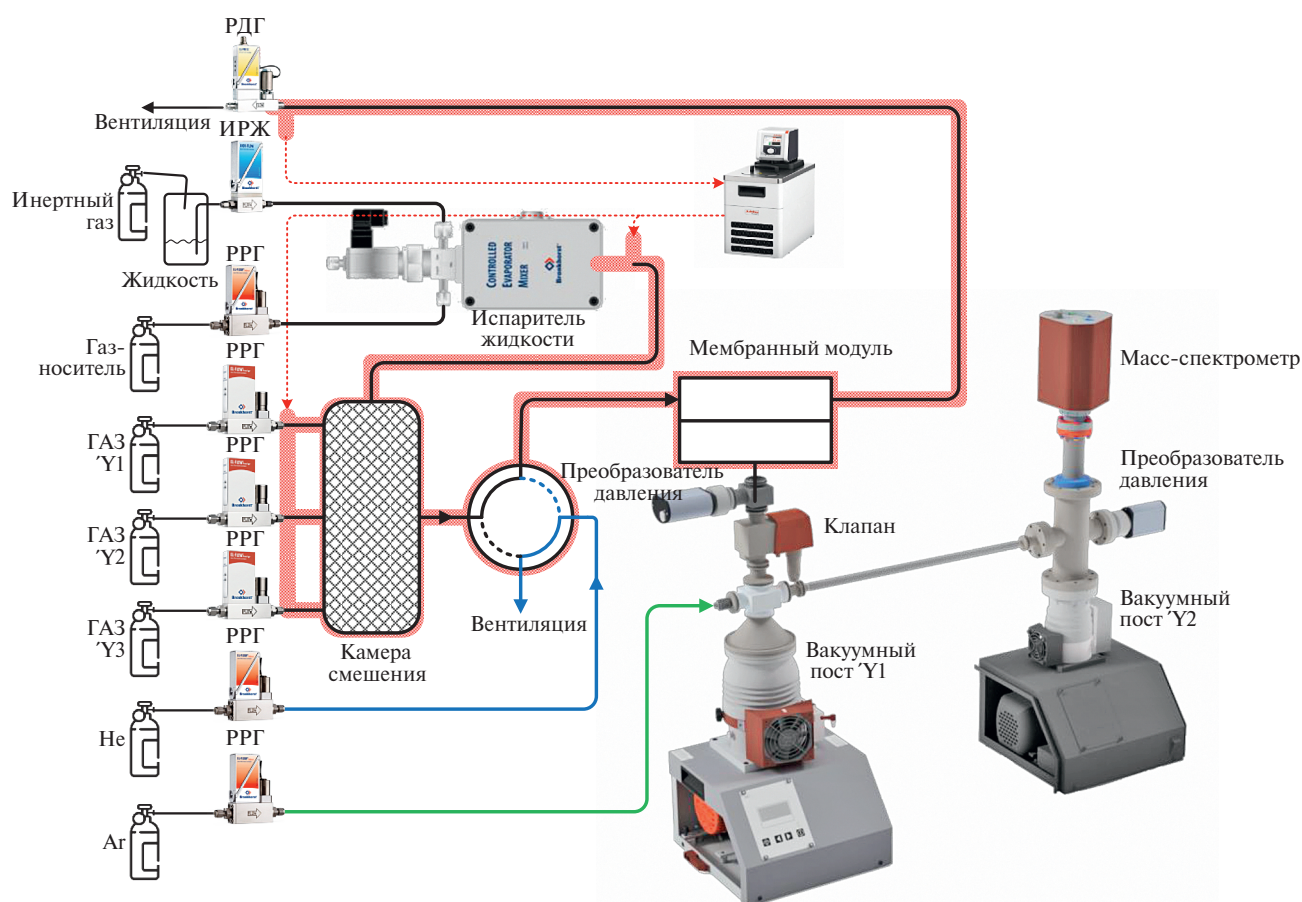 РДГ
Вентиляция
ИРЖ
Инертный
газ
Жидкость
РРГ
CONTROLLED
EVAPORATOR
MIXER
Bronkhorst
Испаритель
жидкости
Газ-
носитель
РРГ
Мембранный модуль
Масс-спектрометр
ГАЗ
′Y1
РРГ
Преобразователь
давления
Преобразователь
давления
Клапан
ГАЗ
′Y2
РРГ
Вентиляция
Вакуумный
пост ′Y2
ГАЗ
′Y3
РРГ
Камера
смешения
Вакуумный
пост ′Y1
He
РРГ
Ar